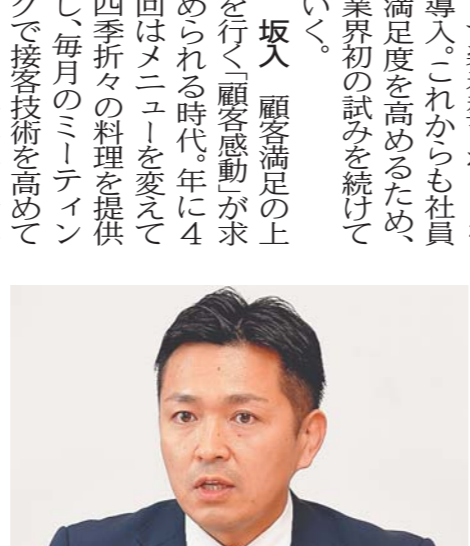 導入。これからも社員
満足度を高めるため、
業界初の試みを続けて
いく。
坂入 顧客満足の上
を行く「顧客感動」が求
められる時代。年に4
回はメニューを変えて
四季折々の料理を提供
し、毎月のミーティン
グで接客技術を高めて